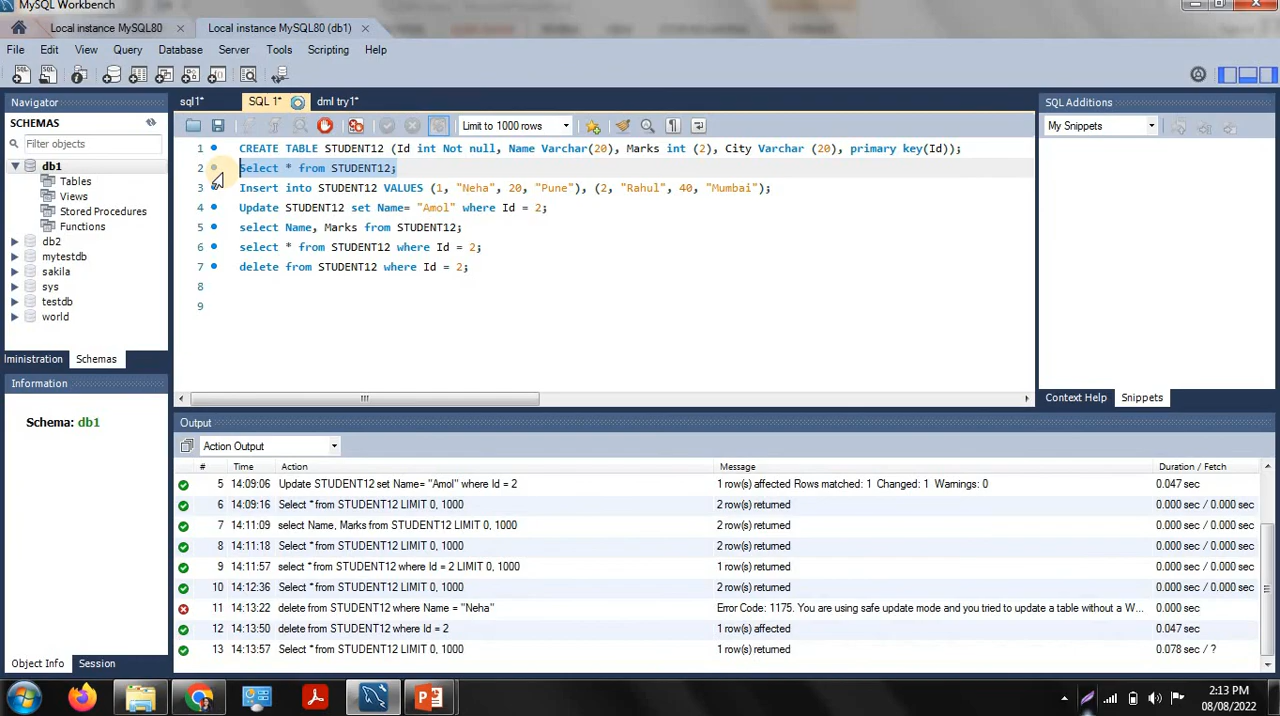 MySQL Workbench
Local instance MySQL80
Local instance MySQL80 (db1)
File Edit View Query Database Server Tools Scripting Help
Navigator
SCHEMAS
Filter objects
db1
Tables
Views
Stored Procedures
Functions
db2
mytestdb
sakila
sys
testdb
world
ministration Schemas
Information
Schema: db1
Object Info Session
sql1* SQL 1* dml try1*
Limit to 1000 rows
1 CREATE TABLE STUDENT12 (Id int Not null, Name Varchar(20), Marks int (2), City Varchar (20), primary key(Id));
2 Select * from STUDENT12;
3 Insert into STUDENT12 VALUES (1, "Neha", 20, "Pune"), (2, "Rahul", 40, "Mumbai");
4 Update STUDENT12 set Name= "Amol" where Id = 2;
5 select Name, Marks from STUDENT12;
6 select * from STUDENT12 where Id = 2;
7 delete from STUDENT12 where Id = 2;
8
9
SQL Additions
My Snippets
Context Help Snippets
Output
Action Output
# Time Action Message Duration / Fetch
5 14:09:06 Update STUDENT12 set Name= "Amol" where Id = 2 1 row(s) affected Rows matched: 1 Changed: 1 Warnings: 0 0.047 sec
6 14:09:16 Select * from STUDENT12 LIMIT 0, 1000 2 row(s) returned 0.000 sec / 0.000 sec
7 14:11:09 select Name, Marks from STUDENT12 LIMIT 0, 1000 2 row(s) returned 0.000 sec / 0.000 sec
8 14:11:18 Select * from STUDENT12 LIMIT 0, 1000 2 row(s) returned 0.000 sec / 0.000 sec
9 14:11:57 select * from STUDENT12 where Id = 2 LIMIT 0, 1000 1 row(s) returned 0.000 sec / 0.000 sec
10 14:12:36 Select * from STUDENT12 LIMIT 0, 1000 2 row(s) returned 0.000 sec / 0.000 sec
11 14:13:22 delete from STUDENT12 where Name = "Neha" Error Code: 1175. You are using safe update mode and you tried to update a table without a W... 0.000 sec
12 14:13:50 delete from STUDENT12 where Id = 2 1 row(s) affected 0.047 sec
13 14:13:57 Select * from STUDENT12 LIMIT 0, 1000 1 row(s) returned 0.078 sec / ?
2:13 PM
08/08/2022